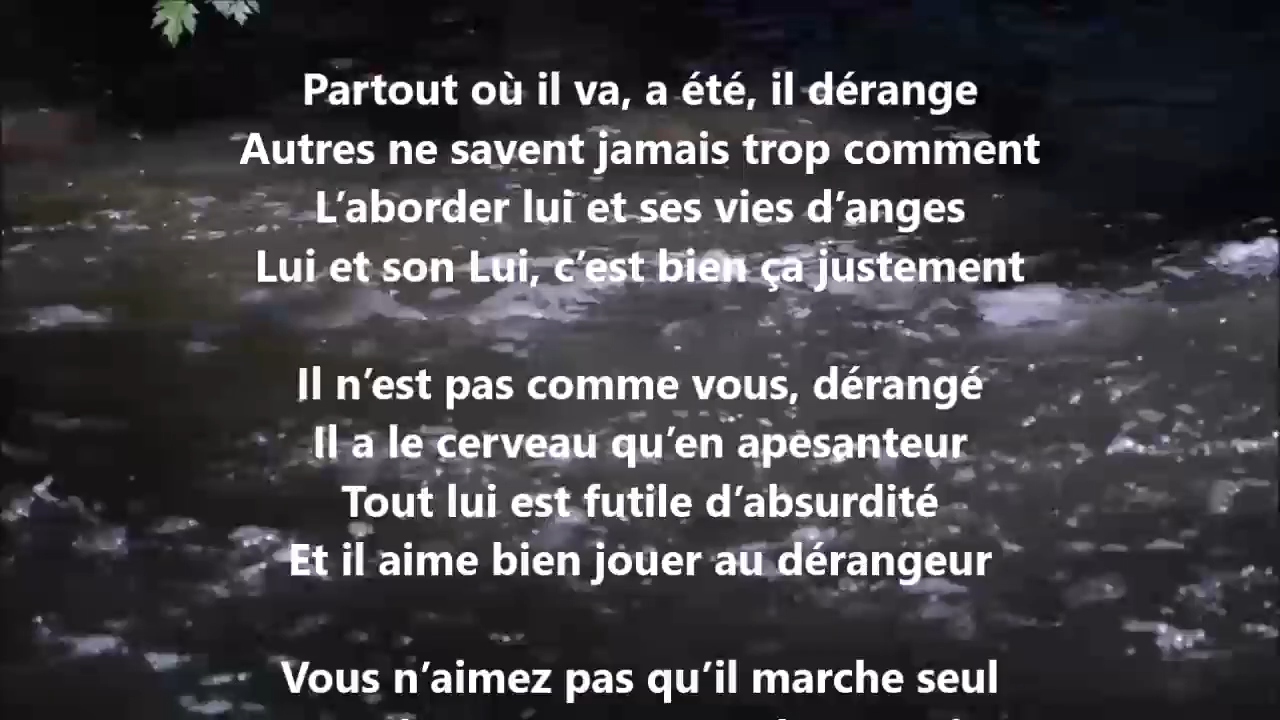 Partout où il va, a été, il dérange
Autres ne savent jamais trop comment
L’aborder lui et ses vies d’anges
Lui et son Lui, c’est bien ça justement
Il n’est pas comme vous, dérangé
Il a le cerveau qu’en apesanteur
Tout lui est futile d’absurdité
Et il aime bien jouer au dérangeur
Vous n’aimez pas qu’il marche seul